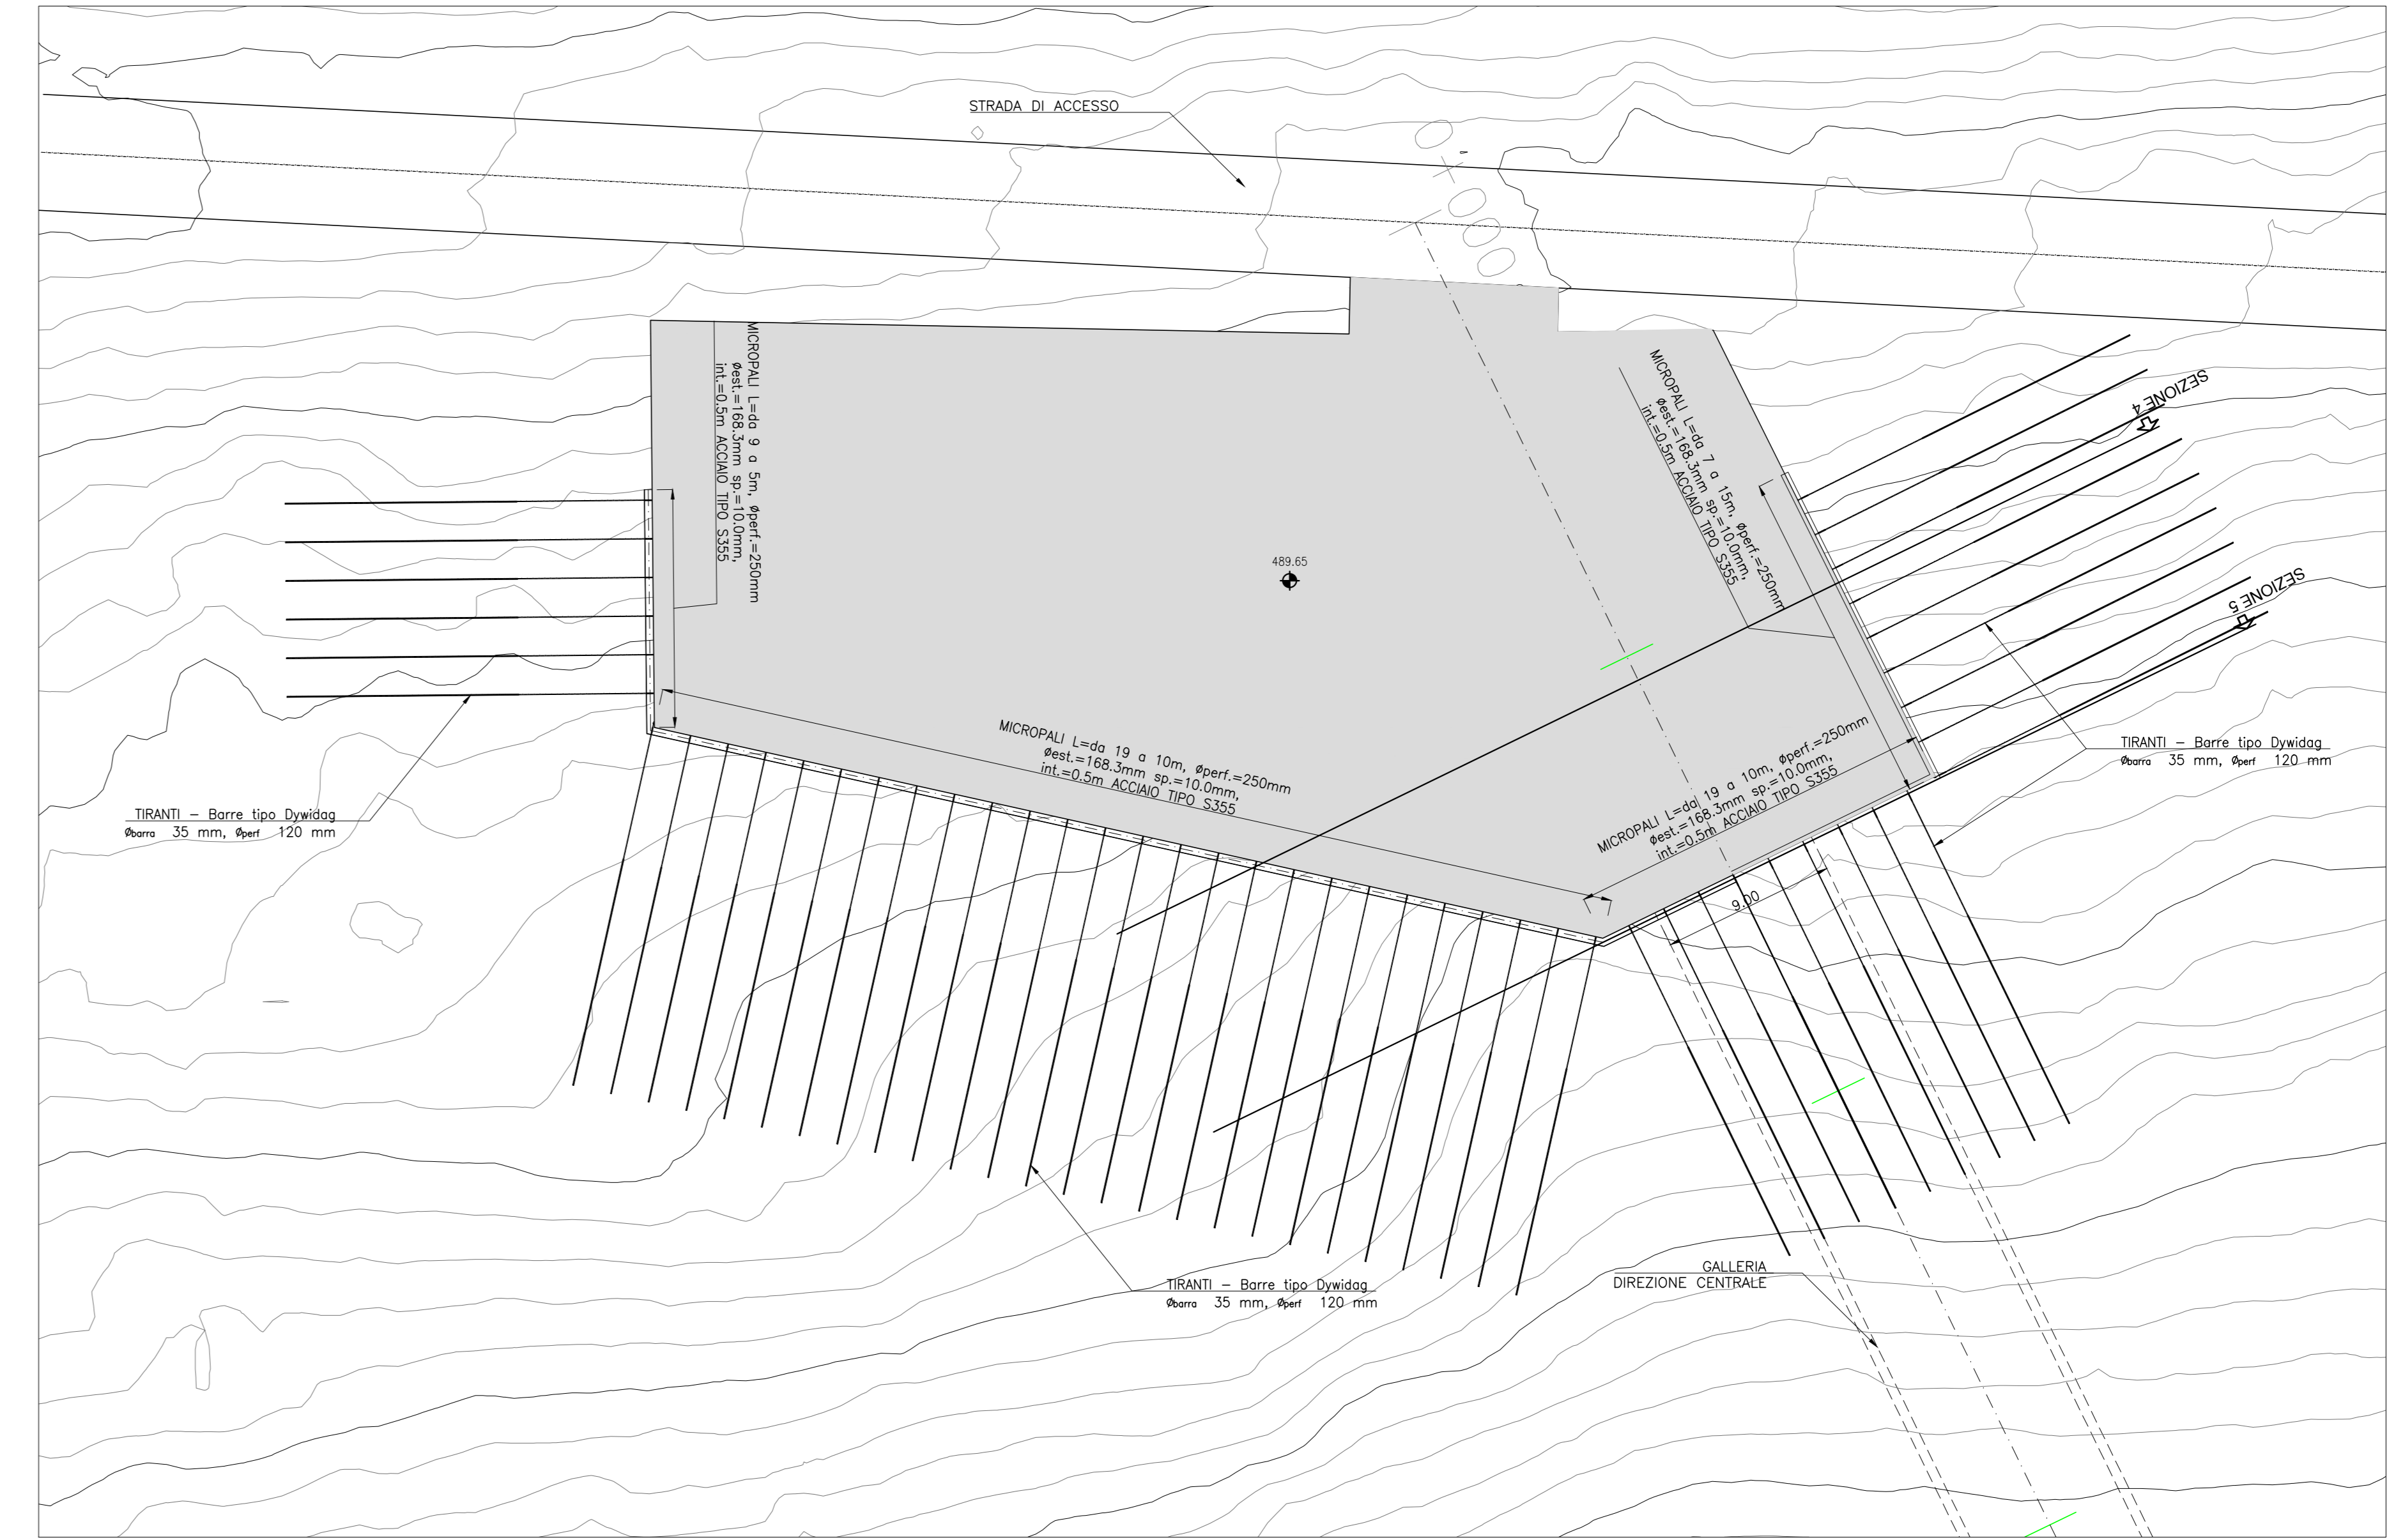 STRADA DI ACCESSO
MICROPALI L=da 9 a 5m, øperf.=250mm
øest.=168.3mm sp.=10.0mm,
int.=0.5m ACCIAIO TIPO S355
MICROPALI L=da 7 a 15m, øperf.=250mm
øest.=168.3mm sp.=10.0mm,
int.=0.5m ACCIAIO TIPO S355
SEZIONE 4
489.65
SEZIONE 5
MICROPALI L=da 19 a 10m, øperf.=250mm
øest.=168.3mm sp.=10.0mm,
int.=0.5m ACCIAIO TIPO S355
MICROPALI L=da 19 a 10m, øperf.=250mm
øest.=168.3mm sp.=10.0mm,
int.=0.5m ACCIAIO TIPO S355
TIRANTI – Barre tipo Dywidag
øbarra 35 mm, øperf 120 mm
TIRANTI – Barre tipo Dywidag
øbarra 35 mm, øperf 120 mm
9.00
GALLERIA
DIREZIONE CENTRALE
TIRANTI – Barre tipo Dywidag
øbarra 35 mm, øperf 120 mm